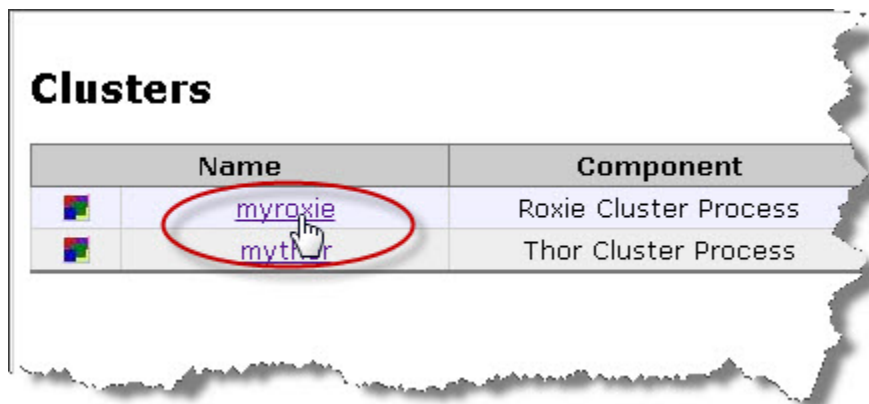 Clusters
Name Component
myroxie Roxie Cluster Process
mythor Thor Cluster Process